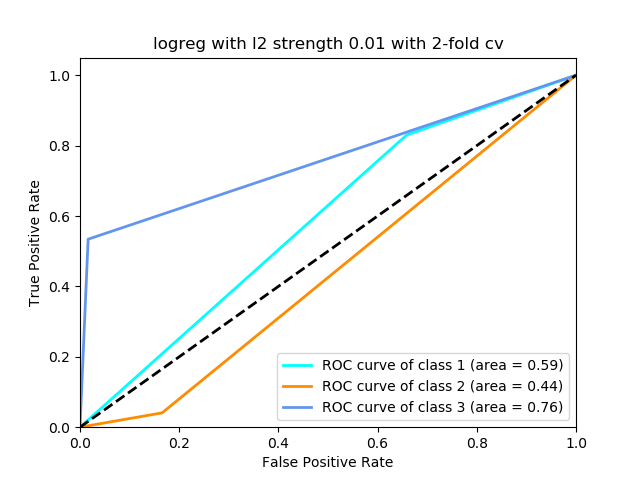 logreg with l2 strength 0.01 with 2-fold cv
1.0
0.8
0.6
0.4
0.2
0.0
True Positive Rate
ROC curve of class 1 (area = 0.59)
ROC curve of class 2 (area = 0.44)
ROC curve of class 3 (area = 0.76)
0.0 0.2 0.4 0.6 0.8 1.0
False Positive Rate